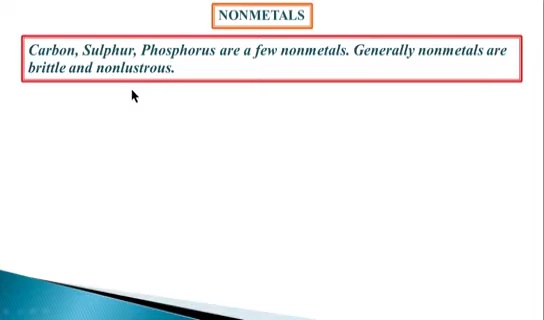 NONMETALS
Carbon, Sulphur, Phosphorus are a few nonmetals. Generally nonmetals are
brittle and nonlustrous.